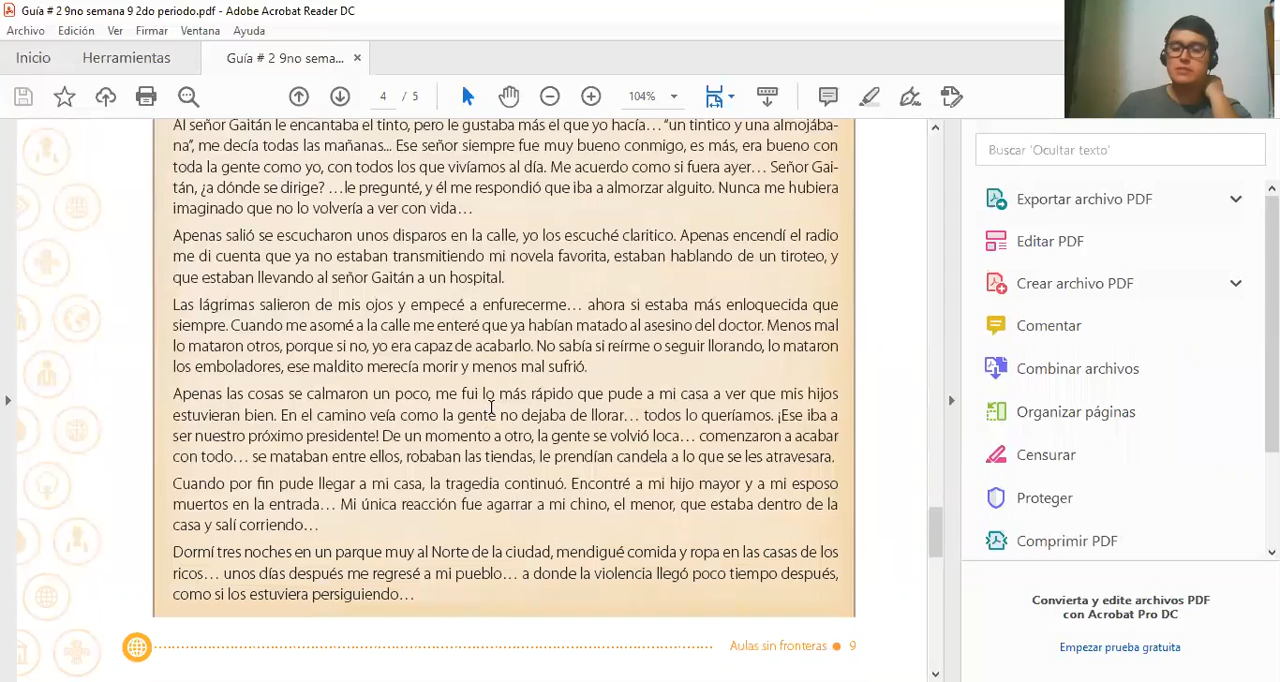 Guía # 2 9no semana 9 2do periodo.pdf - Adobe Acrobat Reader DC
Archivo Edición Ver Firmar Ventana Ayuda
Inicio Herramientas Guía # 2 9no sema... ×
4 / 5 104%
Al señor Gaitán le encantaba el tinto, pero le gustaba más el que yo hacía… “un tintico y una almojába-
na”, me decía todas las mañanas... Ese señor siempre fue muy bueno conmigo, es más, era bueno con
toda la gente como yo, con todos los que vivíamos al día. Me acuerdo como si fuera ayer… Señor Gai-
tán, ¿a dónde se dirige? …le pregunté, y él me respondió que iba a almorzar alguito. Nunca me hubiera
imaginado que no lo volvería a ver con vida…
Apenas salió se escucharon unos disparos en la calle, yo los escuché claritico. Apenas encendí el radio
me di cuenta que ya no estaban transmitiendo mi novela favorita, estaban hablando de un tiroteo, y
que estaban llevando al señor Gaitán a un hospital.
Las lágrimas salieron de mis ojos y empecé a enfurecerme… ahora si estaba más enloquecida que
siempre. Cuando me asomé a la calle me enteré que ya habían matado al asesino del doctor. Menos mal
lo mataron otros, porque si no, yo era capaz de acabarlo. No sabía si reírme o seguir llorando, lo mataron
los emboladores, ese maldito merecía morir y menos mal sufrió.
Apenas las cosas se calmaron un poco, me fui lo más rápido que pude a mi casa a ver que mis hijos
estuvieran bien. En el camino veía como la gente no dejaba de llorar… todos lo queríamos. ¡Ese iba a
ser nuestro próximo presidente! De un momento a otro, la gente se volvió loca… comenzaron a acabar
con todo… se mataban entre ellos, robaban las tiendas, le prendían candela a lo que se les atravesara.
Cuando por fin pude llegar a mi casa, la tragedia continuó. Encontré a mi hijo mayor y a mi esposo
muertos en la entrada… Mi única reacción fue agarrar a mi chino, el menor, que estaba dentro de la
casa y salí corriendo…
Dormí tres noches en un parque muy al Norte de la ciudad, mendigué comida y ropa en las casas de los
ricos… unos días después me regresé a mi pueblo… a donde la violencia llegó poco tiempo después,
como si los estuviera persiguiendo…
Aulas sin fronteras 9
Buscar 'Ocultar texto'
Exportar archivo PDF
Editar PDF
Crear archivo PDF
Comentar
Combinar archivos
Organizar páginas
Censurar
Proteger
Comprimir PDF
Convierta y edite archivos PDF
con Acrobat Pro DC
Empezar prueba gratuita